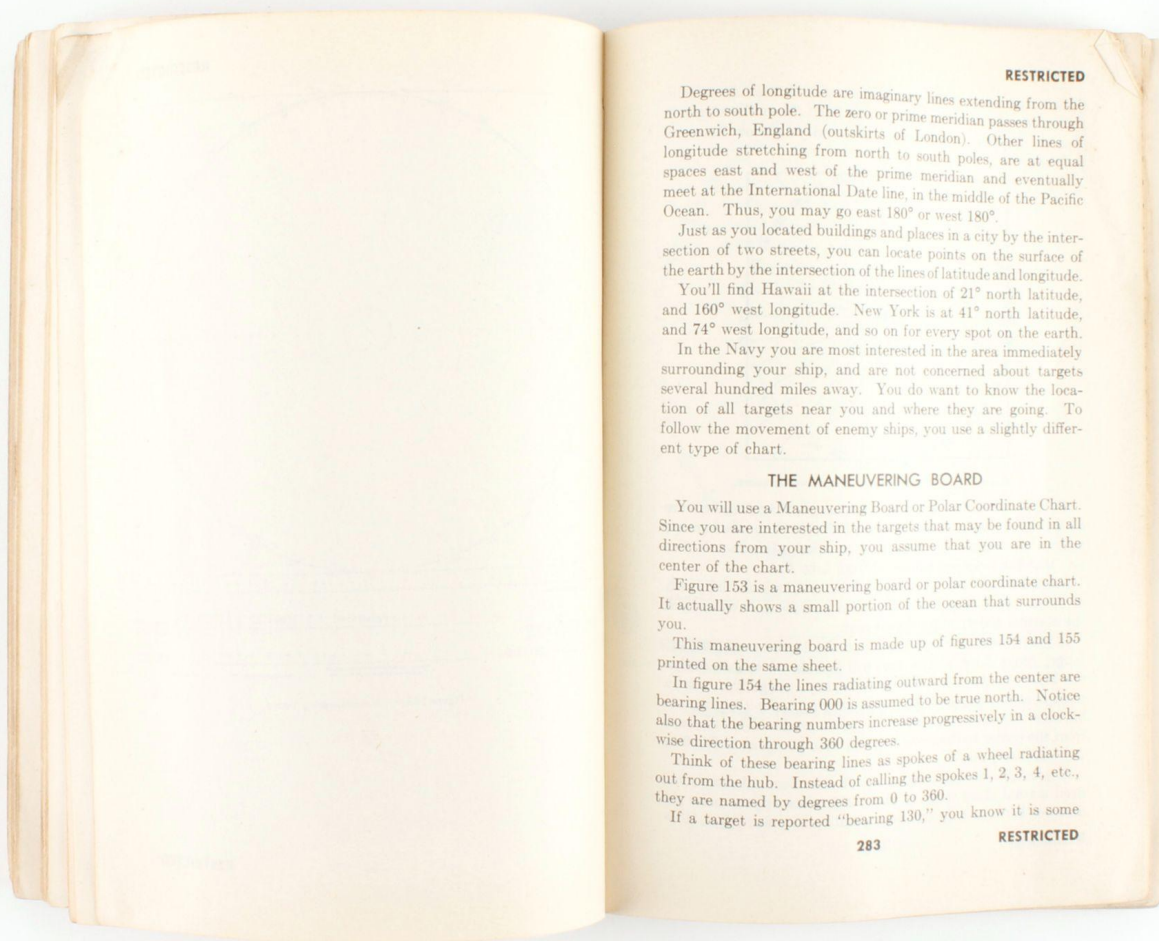 RESTRICTED
Degrees of longitude are imaginary lines extending from the
north to south pole. The zero or prime meridian passes through
Greenwich, England (outskirts of London). Other lines of
longitude stretching from north to south poles, are at equal
spaces east and west of the prime meridian and eventually
meet at the International Date line, in the middle of the Pacific
Ocean. Thus, you may go east 180° or west 180°.
Just as you located buildings and places in a city by the inter-
section of two streets, you can locate points on the surface of
the earth by the intersection of the lines of latitude and longitude.
You'll find Hawaii at the intersection of 21° north latitude,
and 160° west longitude. New York is at 41° north latitude,
and 74° west longitude, and so on for every spot on the earth.
In the Navy you are most interested in the area immediately
surrounding your ship, and are not concerned about targets
several hundred miles away. You do want to know the loca-
tion of all targets near you and where they are going. To
follow the movement of enemy ships, you use a slightly differ-
ent type of chart.
THE MANEUVERING BOARD
You will use a Maneuvering Board or Polar Coordinate Chart.
Since you are interested in the targets that may be found in all
directions from your ship, you assume that you are in the
center of the chart.
Figure 153 is a maneuvering board or polar coordinate chart.
It actually shows a small portion of the ocean that surrounds
you.
This maneuvering board is made up of figures 154 and 155
printed on the same sheet.
In figure 154 the lines radiating outward from the center are
bearing lines. Bearing 000 is assumed to be true north. Notice
also that the bearing numbers increase progressively in a clock-
wise direction through 360 degrees.
Think of these bearing lines as spokes of a wheel radiating
out from the hub. Instead of calling the spokes 1, 2, 3, 4, etc.,
they are named by degrees from 0 to 360.
If a target is reported "bearing 130," you know it is some
283
RESTRICTED